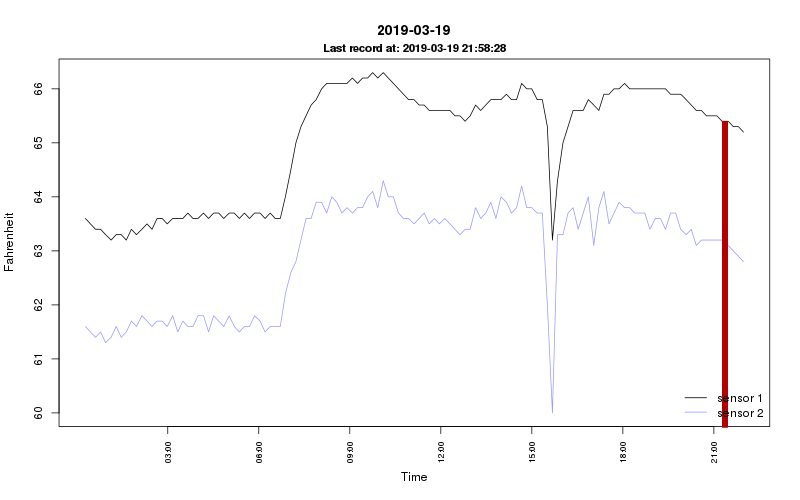 2019-03-19
Last record at: 2019-03-19 21:58:28
Fahrenheit
66
65
64
63
62
61
60
sensor 1
sensor 2
03:00 06:00 09:00 12:00 15:00 18:00 21:00
Time